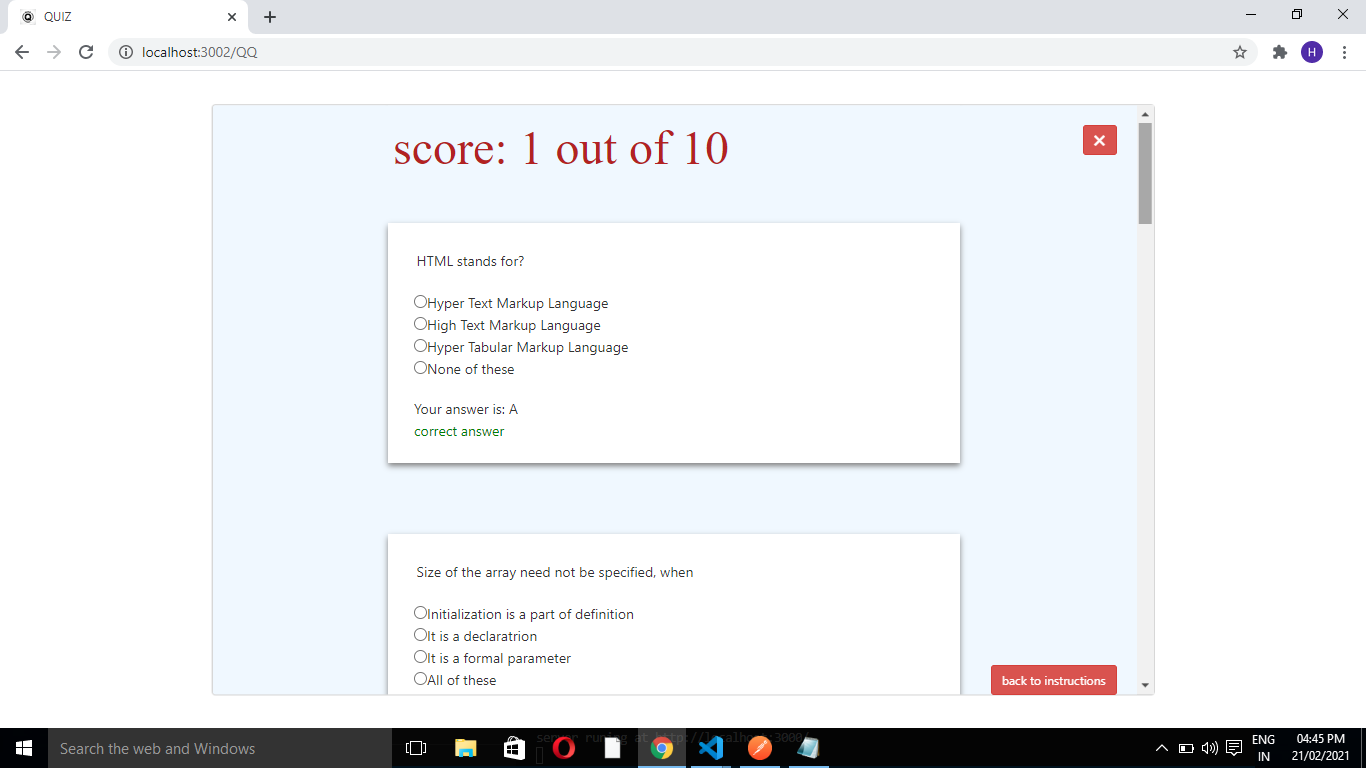 QUIZ
localhost:3002/QQ
H
score: 1 out of 10
HTML stands for?
Hyper Text Markup Language
High Text Markup Language
Hyper Tabular Markup Language
None of these
Your answer is: A
correct answer
Size of the array need not be specified, when
Initialization is a part of definition
It is a declaratrion
It is a formal parameter
All of these
back to instructions
Search the web and Windows
server runing at http://localhost:3000/
ENG
IN
04:45 PM
21/02/2021